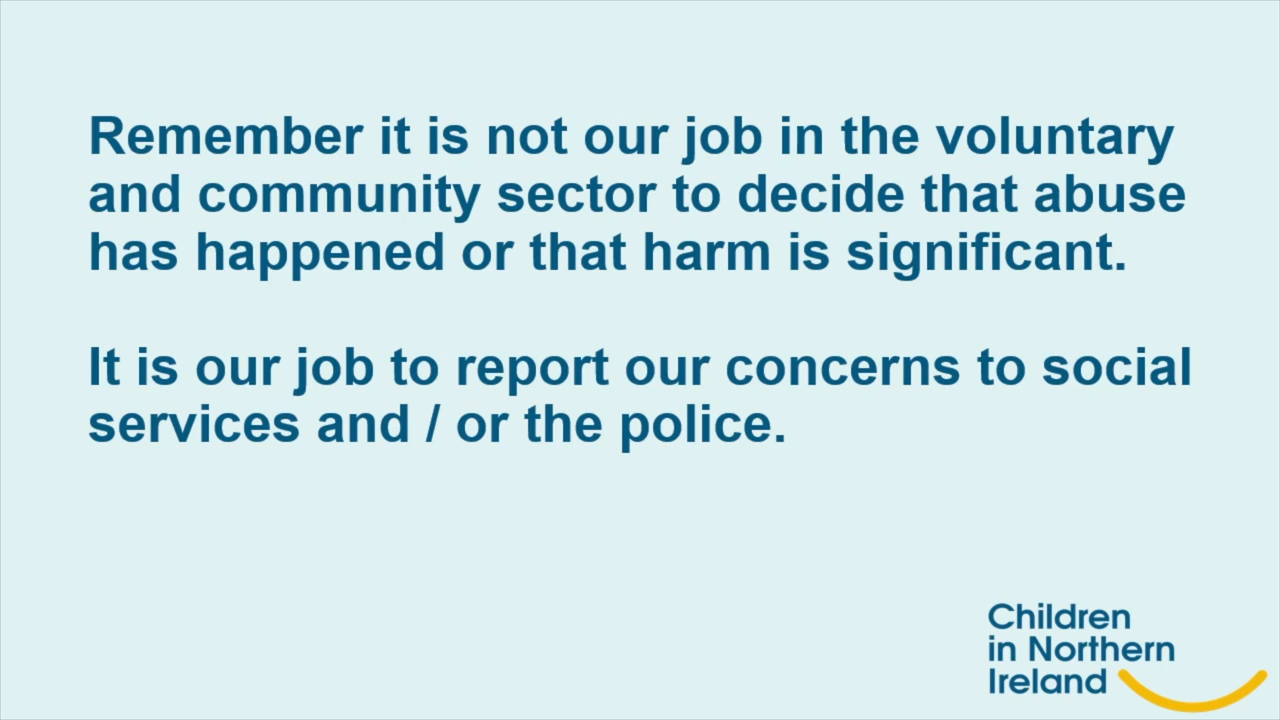 Remember it is not our job in the voluntary
and community sector to decide that abuse
has happened or that harm is significant.
It is our job to report our concerns to social
services and / or the police.
Children
in Northern
Ireland